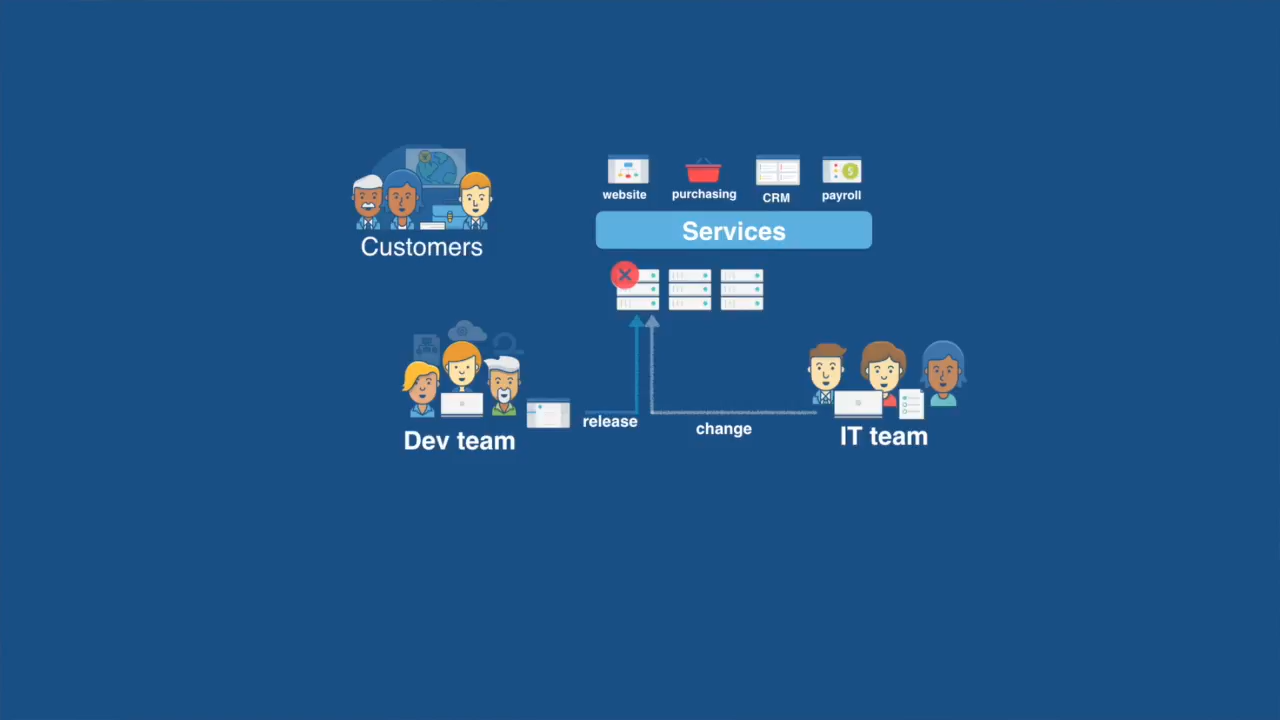 website
purchasing
CRM
payroll
Services
Customers
release
change
Dev team
IT team